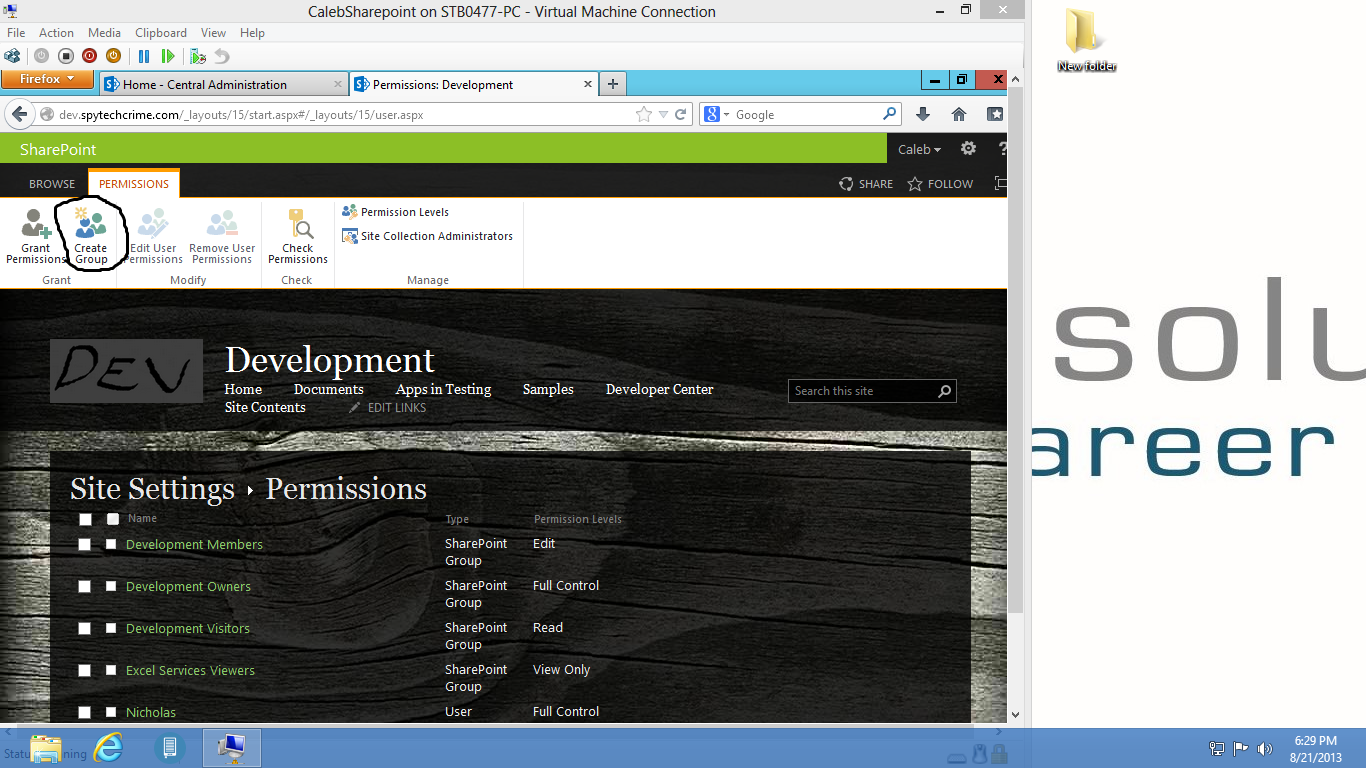 CalebSharepoint on STB0477-PC - Virtual Machine Connection
File Action Media Clipboard View Help
Firefox Home - Central Administration Permissions: Development
dev.spytechcrime.com/_layouts/15/start.aspx#/_layouts/15/user.aspx Google
SharePoint Caleb
BROWSE PERMISSIONS SHARE FOLLOW
Grant Permissions
Create Group
Edit User Permissions
Remove User Permissions
Check Permissions
Permission Levels
Site Collection Administrators
Grant Modify Check Manage
DEV
Development
Home Documents Apps in Testing Samples Developer Center
Site Contents EDIT LINKS
Search this site
Site Settings Permissions
Name Type Permission Levels
Development Members SharePoint Group Edit
Development Owners SharePoint Group Full Control
Development Visitors SharePoint Group Read
Excel Services Viewers SharePoint Group View Only
Nicholas User Full Control
New folder
solu
areer
6:29 PM
8/21/2013